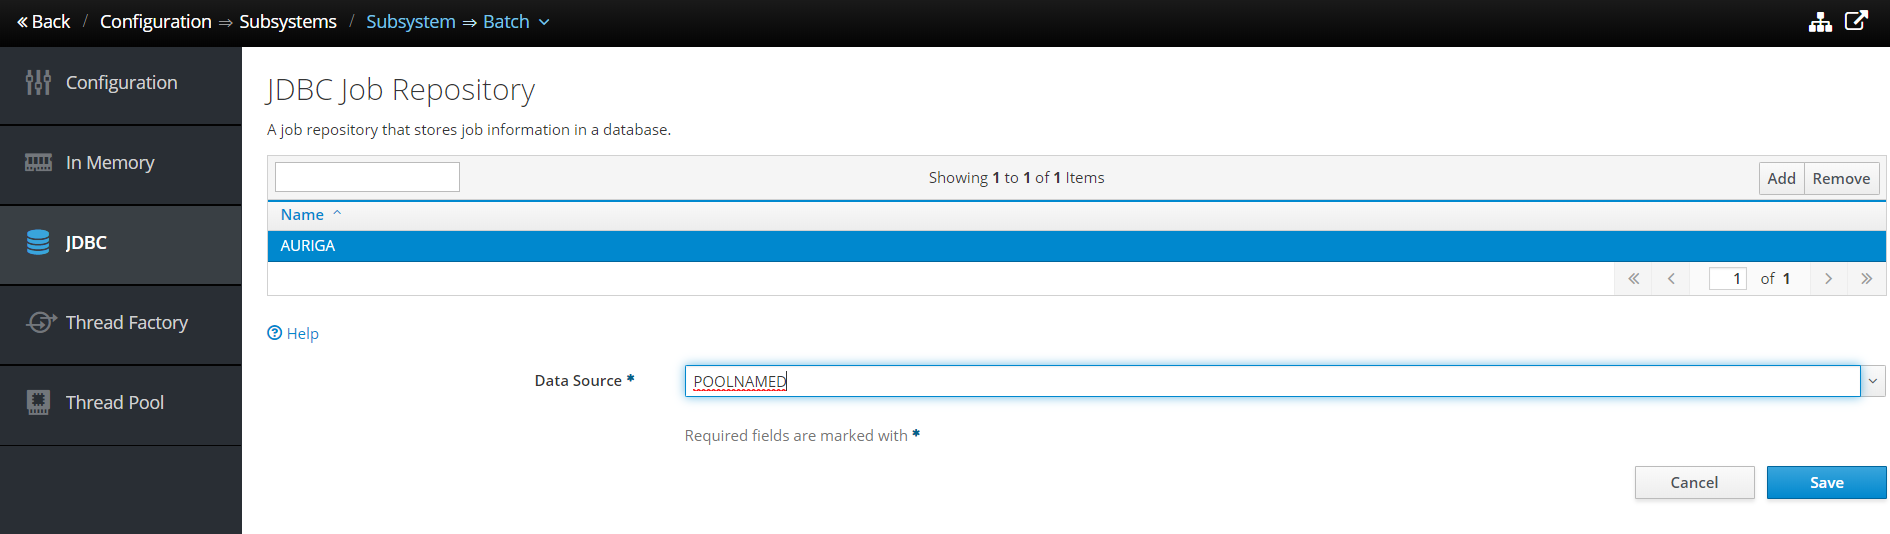 « Back / Configuration ⇒ Subsystems / Subsystem ⇒ Batch
Configuration
In Memory
JDBC
Thread Factory
Thread Pool
JDBC Job Repository
A job repository that stores job information in a database.
Showing 1 to 1 of 1 Items
Add Remove
Name
AURIGA
« < 1 of 1 > »
Help
Data Source * POOLNAMED
Required fields are marked with *
Cancel Save